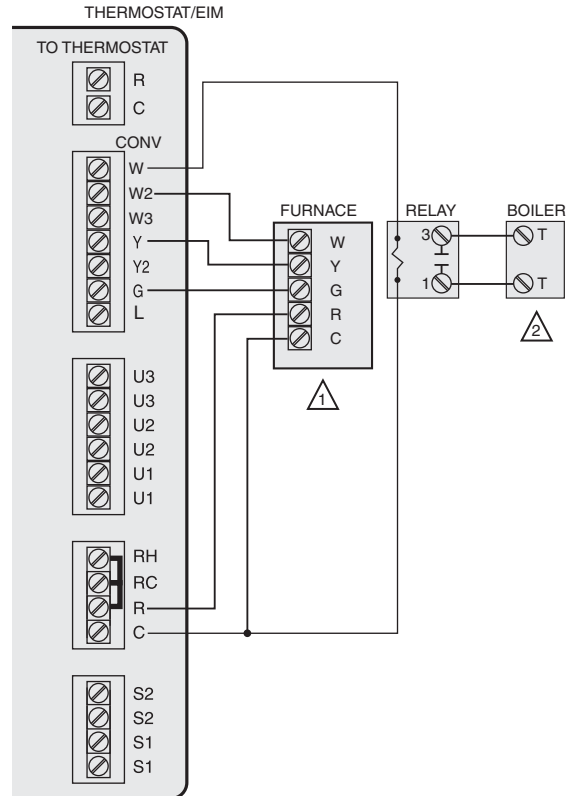 THERMOSTAT/EIM
TO THERMOSTAT
R
C
CONV
W
W2
W3
Y
Y2
G
L
U3
U3
U2
U2
U1
U1
RH
RC
R
C
S2
S2
S1
S1
FURNACE
W
Y
G
R
C
1
RELAY
3
1
BOILER
T
T
2